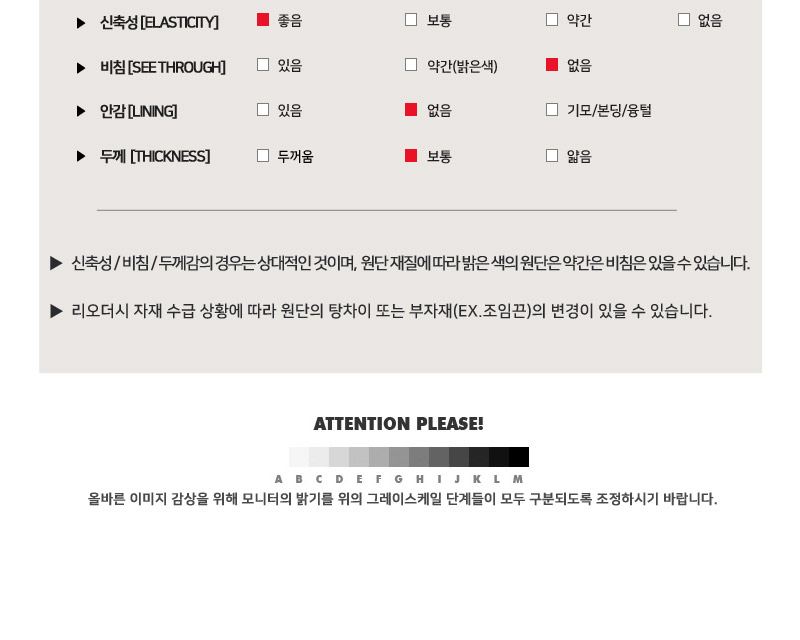 ▶ 신축성[ELASTICITY] 좋음 보통 약간 없음
▶ 비침[SEE THROUGH] 있음 약간(밝은색) 없음
▶ 안감[LINING] 있음 없음 기모/본딩/융털
▶ 두께 [THICKNESS] 두꺼움 보통 얇음
▶ 신축성 / 비침 / 두께감의 경우는 상대적인 것이며, 원단 재질에 따라 밝은 색의 원단은 약간은 비침은 있을 수 있습니다.
▶ 리오더시 자재 수급 상황에 따라 원단의 탕차이 또는 부자재(EX.조임끈)의 변경이 있을 수 있습니다.
ATTENTION PLEASE!
A B C D E F G H I J K L M
올바른 이미지 감상을 위해 모니터의 밝기를 위의 그레이스케일 단계들이 모두 구분되도록 조정하시기 바랍니다.